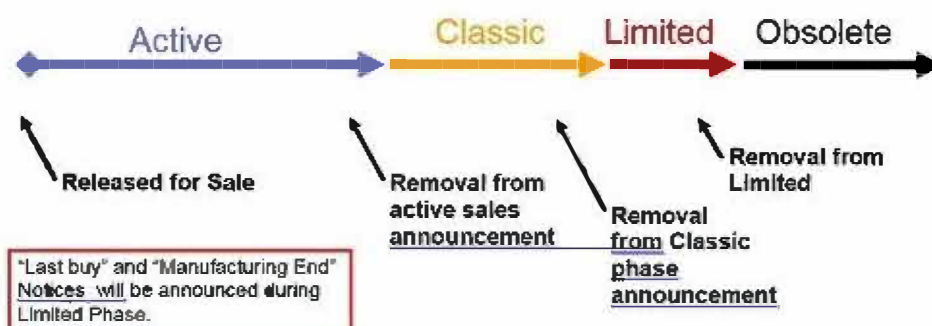 Active
Classic
Limited
Obsolete
Released for Sale
Removal from
active sales
announcement
Removal
from Classic
phase
announcement
Removal from
Limited
"Last buy" and "Manufacturing End"
Notices will be announced during
Limited Phase.